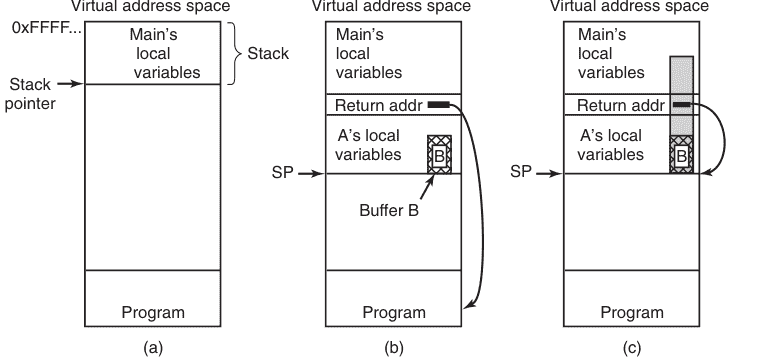 Virtual address space
0xFFFF...
Main's
local
variables
Stack
Stack
pointer
Program
(a)
Virtual address space
Main's
local
variables
Return addr
A's local
variables
B
SP
Buffer B
Program
(b)
Virtual address space
Main's
local
variables
Return addr
A's local
variables
B
SP
Program
(c)